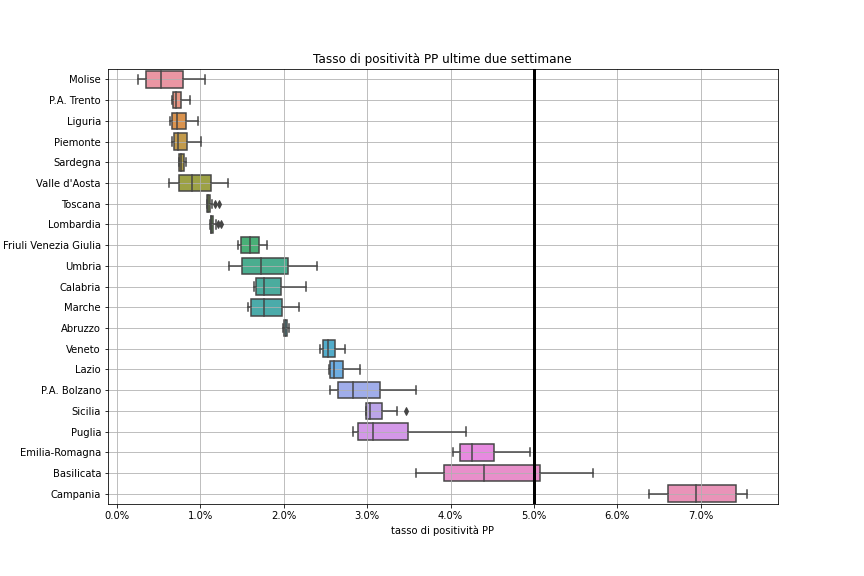 Tasso di positività PP ultime due settimane
Molise
P.A. Trento
Liguria
Piemonte
Sardegna
Valle d'Aosta
Toscana
Lombardia
Friuli Venezia Giulia
Umbria
Calabria
Marche
Abruzzo
Veneto
Lazio
P.A. Bolzano
Sicilia
Puglia
Emilia-Romagna
Basilicata
Campania
0.0% 1.0% 2.0% 3.0% 4.0% 5.0% 6.0% 7.0%
tasso di positività PP